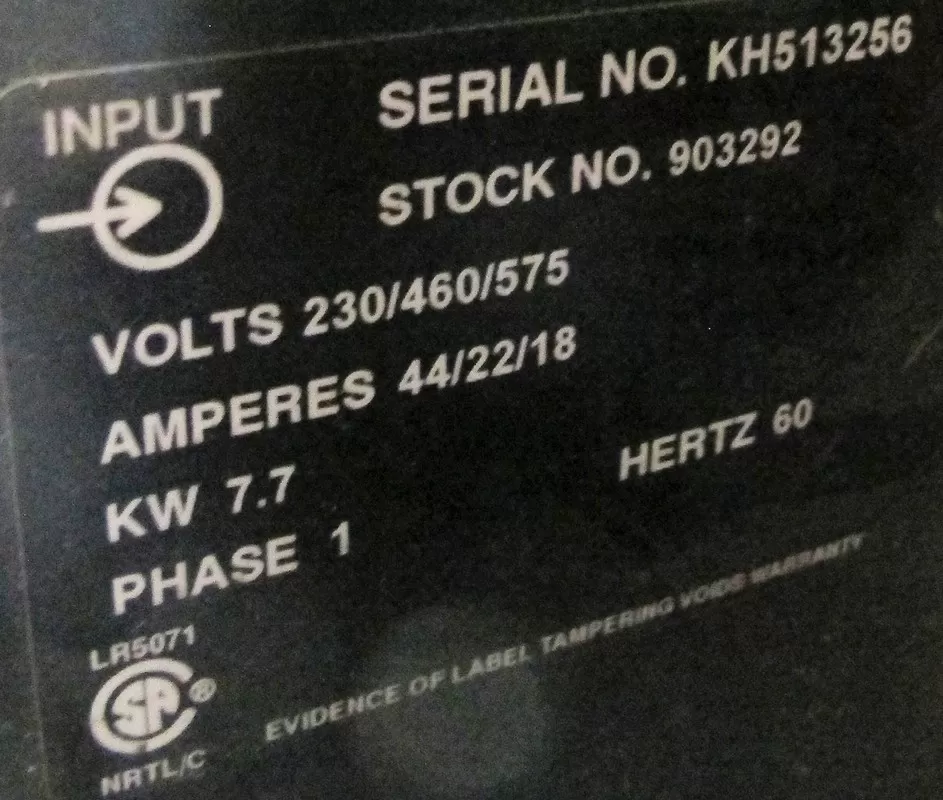 INPUT
SERIAL NO. KH513256
STOCK NO. 903292
VOLTS 230/460/575
AMPERES 44/22/18
KW 7.7
HERTZ 60
PHASE 1
LR5071
SA®
NRTL/C
EVIDENCE OF LABEL TAMPERING VOIDS WARRANTY